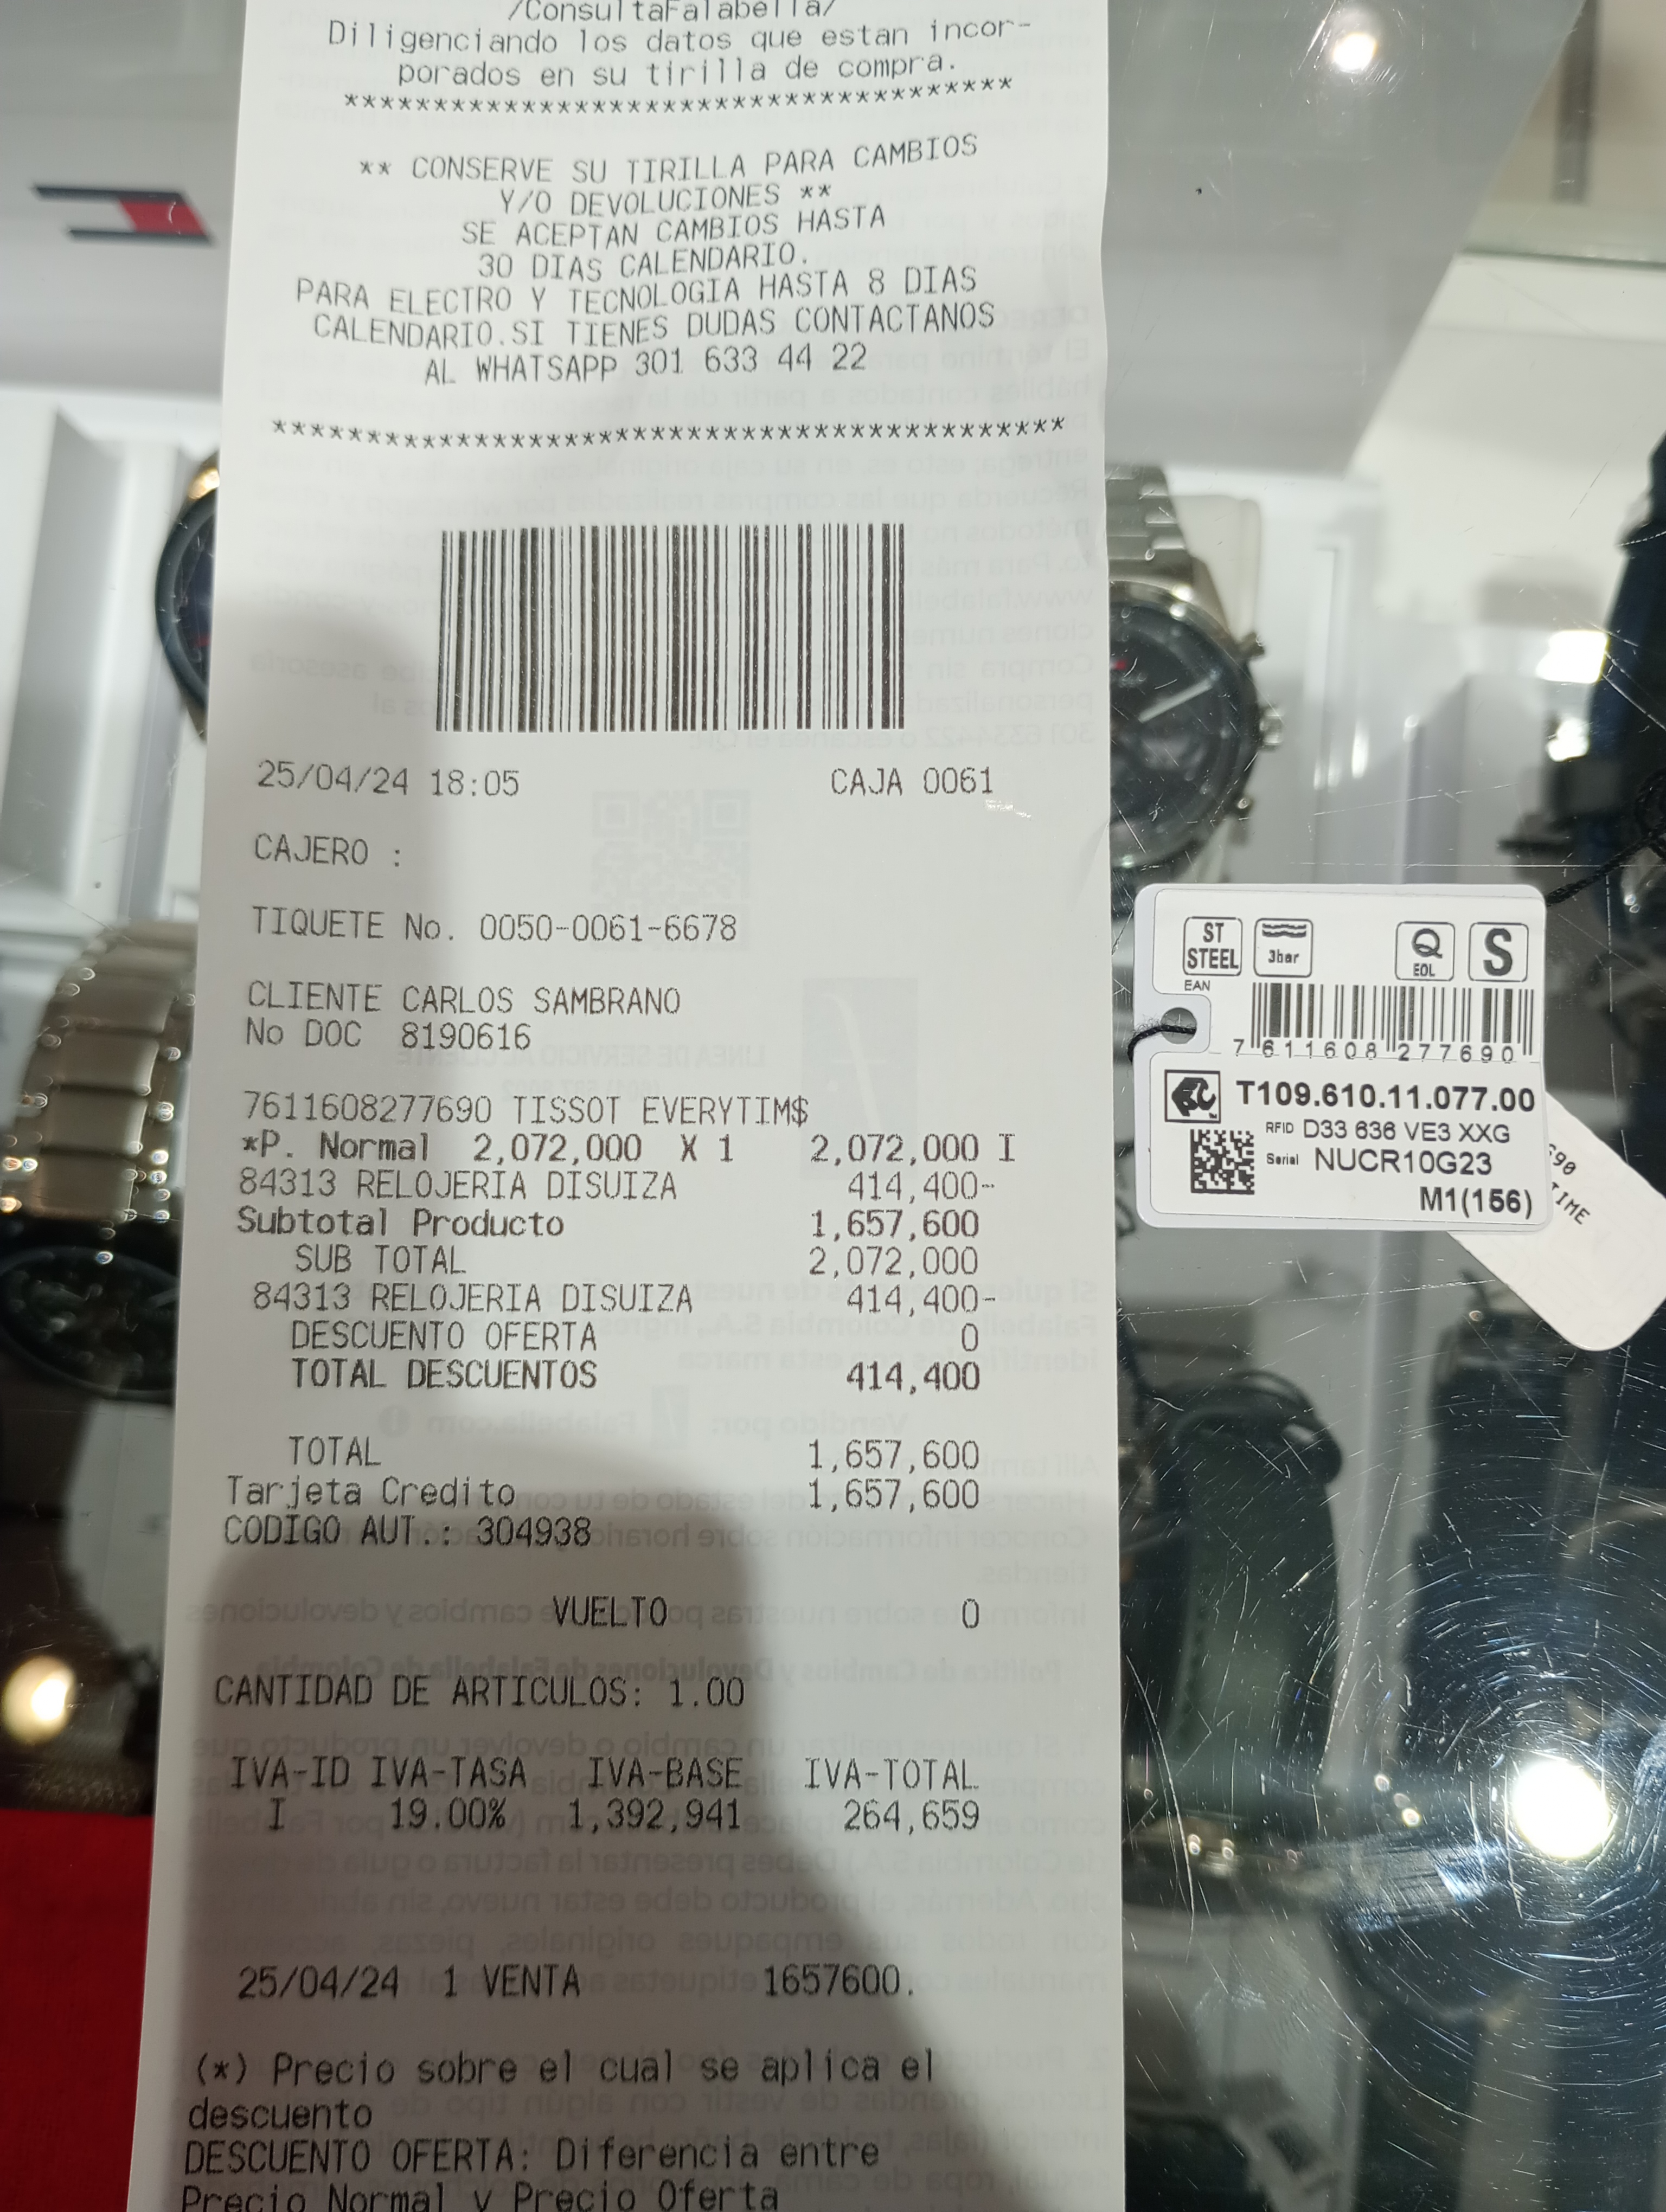 /ConsultaFalabella/
Diligenciando los datos que estan incor-
porados en su tirilla de compra.
**************************************
** CONSERVE SU TIRILLA PARA CAMBIOS
Y/O DEVOLUCIONES **
SE ACEPTAN CAMBIOS HASTA
30 DIAS CALENDARIO.
PARA ELECTRO Y TECNOLOGIA HASTA 8 DIAS
CALENDARIO.SI TIENES DUDAS CONTACTANOS
AL WHATSAPP 301 633 44 22
******************************************
25/04/24 18:05 CAJA 0061
CAJERO :
TIQUETE No. 0050-0061-6678
CLIENTE CARLOS SAMBRANO
No DOC 8190616
7611608277690 TISSOT EVERYTIM$
*P. Normal 2,072,000 X 1 2,072,000 I
84313 RELOJERIA DISUIZA 414,400-
Subtotal Producto 1,657,600
SUB TOTAL 2,072,000
84313 RELOJERIA DISUIZA 414,400-
DESCUENTO OFERTA 0
TOTAL DESCUENTOS 414,400
TOTAL 1,657,600
Tarjeta Credito 1,657,600
CODIGO AUT.: 304938
VUELTO 0
CANTIDAD DE ARTICULOS: 1.00
IVA-ID IVA-TASA IVA-BASE IVA-TOTAL
I 19.00% 1,392,941 264,659
25/04/24 1 VENTA 1657600.
(*) Precio sobre el cual se aplica el
descuento
DESCUENTO OFERTA: Diferencia entre
Precio Normal y Precio Oferta
ST STEEL 3bar Q EOL S
EAN
7611608277690
T109.610.11.077.00
RFID D33 636 VE3 XXG
Serial NUCR10G23
M1(156)
690
TIME